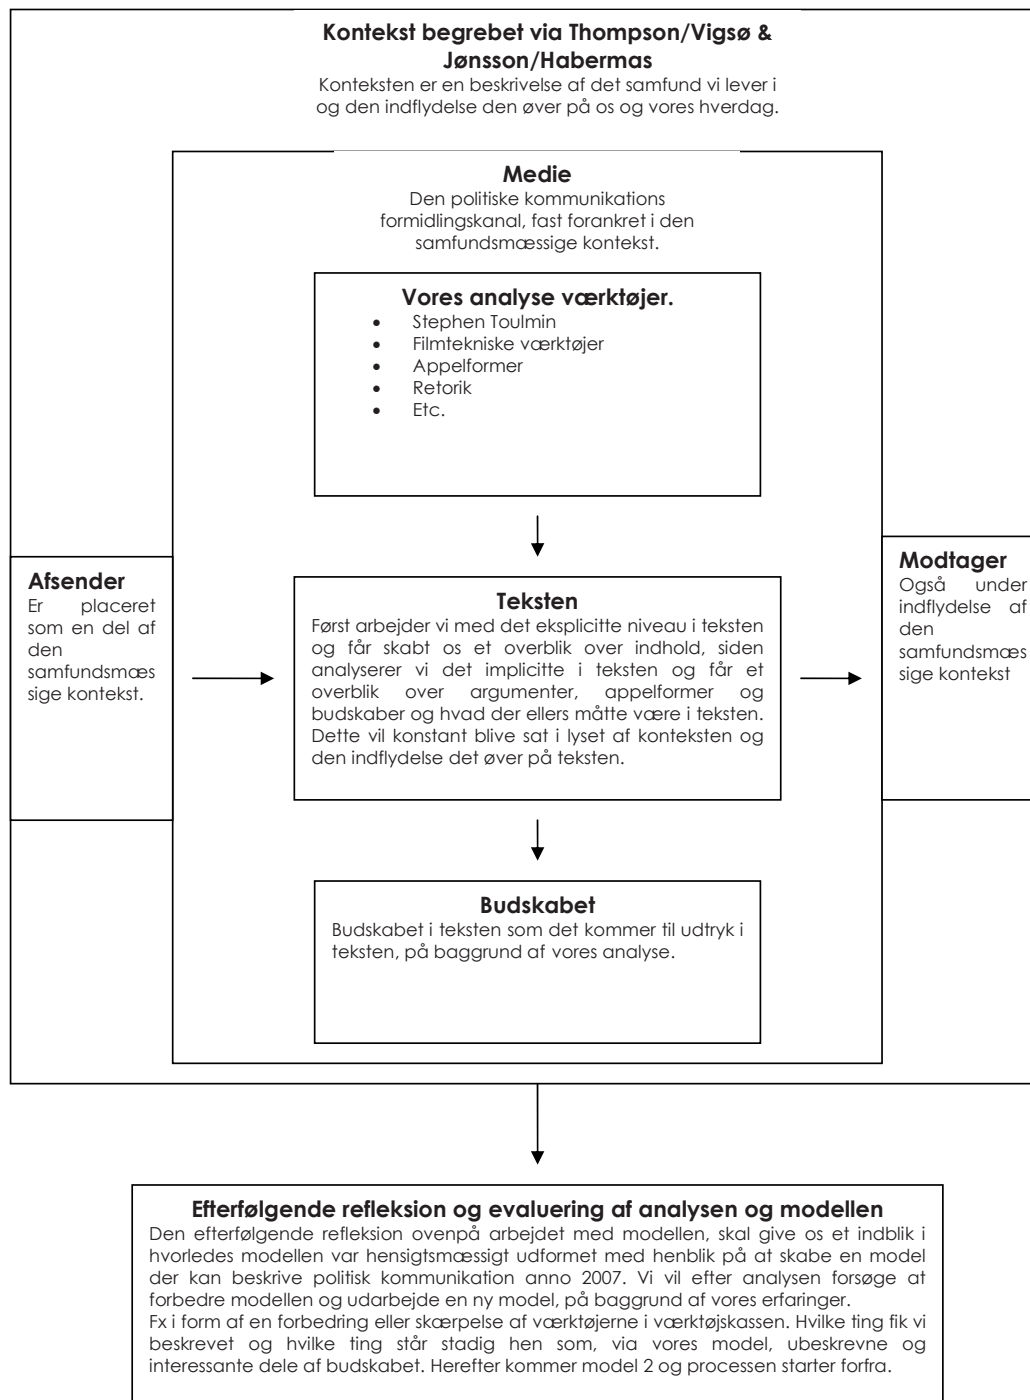 Kontekst begrebet via Thompson/Vigsø &
Jønsson/Habermas
Konteksten er en beskrivelse af det samfund vi lever i
og den indflydelse den øver på os og vores hverdag.
Medie
Den politiske kommunikations
formidlingskanal, fast forankret i den
samfundsmæssige kontekst.
Vores analyse værktøjer.
• Stephen Toulmin
• Filmtekniske værktøjer
• Appelformer
• Retorik
• Etc.
Afsender
Er placeret
som en del af
den
samfundsmæs
sige kontekst.
Teksten
Først arbejder vi med det eksplicitte niveau i teksten
og får skabt os et overblik over indhold, siden
analyserer vi det implicitte i teksten og får et
overblik over argumenter, appelformer og
budskaber og hvad der ellers måtte være i teksten.
Dette vil konstant blive sat i lyset af konteksten og
den indflydelse det øver på teksten.
Modtager
Også under
indflydelse af
den
samfundsmæs
sige kontekst
Budskabet
Budskabet i teksten som det kommer til udtryk i
teksten, på baggrund af vores analyse.
Efterfølgende refleksion og evaluering af analysen og modellen
Den efterfølgende refleksion ovenpå arbejdet med modellen, skal give os et indblik i
hvorledes modellen var hensigtsmæssigt udformet med henblik på at skabe en model
der kan beskrive politisk kommunikation anno 2007. Vi vil efter analysen forsøge at
forbedre modellen og udarbejde en ny model, på baggrund af vores erfaringer.
Fx i form af en forbedring eller skærpelse af værktøjerne i værktøjskassen. Hvilke ting fik vi
beskrevet og hvilke ting står stadig hen som, via vores model, ubeskrevne og
interessante dele af budskabet. Herefter kommer model 2 og processen starter forfra.